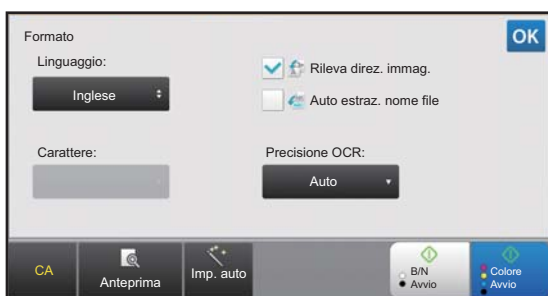 Formato
OK
Linguaggio:
Rileva direz. immag.
Inglese
Auto estraz. nome file
Carattere:
Precisione OCR:
Auto
CA
Anteprima
Imp. auto
B/N
Avvio
Colore
Avvio